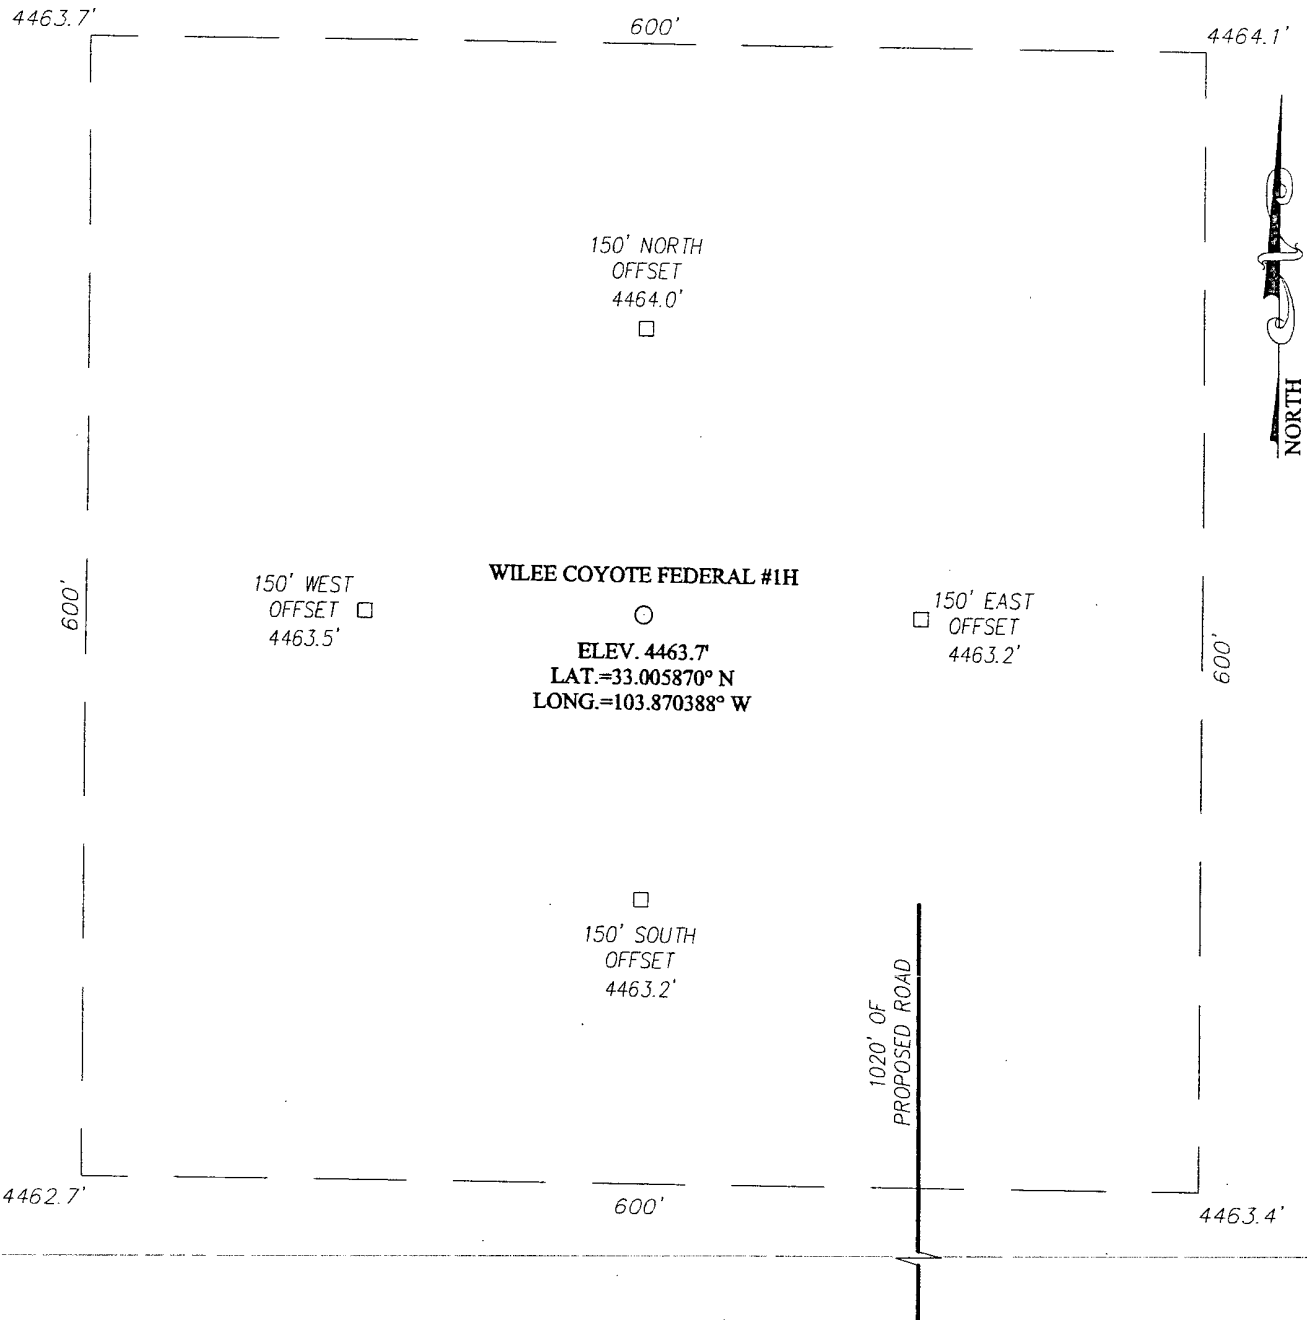 4463.7'
600'
4464.1'
150' NORTH
OFFSET
4464.0'
NORTH
600'
150' WEST
OFFSET
4463.5'
WILEE COYOTE FEDERAL #1H
ELEV. 4463.7'
LAT.=33.005870° N
LONG.=103.870388° W
150' EAST
OFFSET
4463.2'
600'
150' SOUTH
OFFSET
4463.2'
1020' OF
PROPOSED ROAD
4462.7'
600'
4463.4'